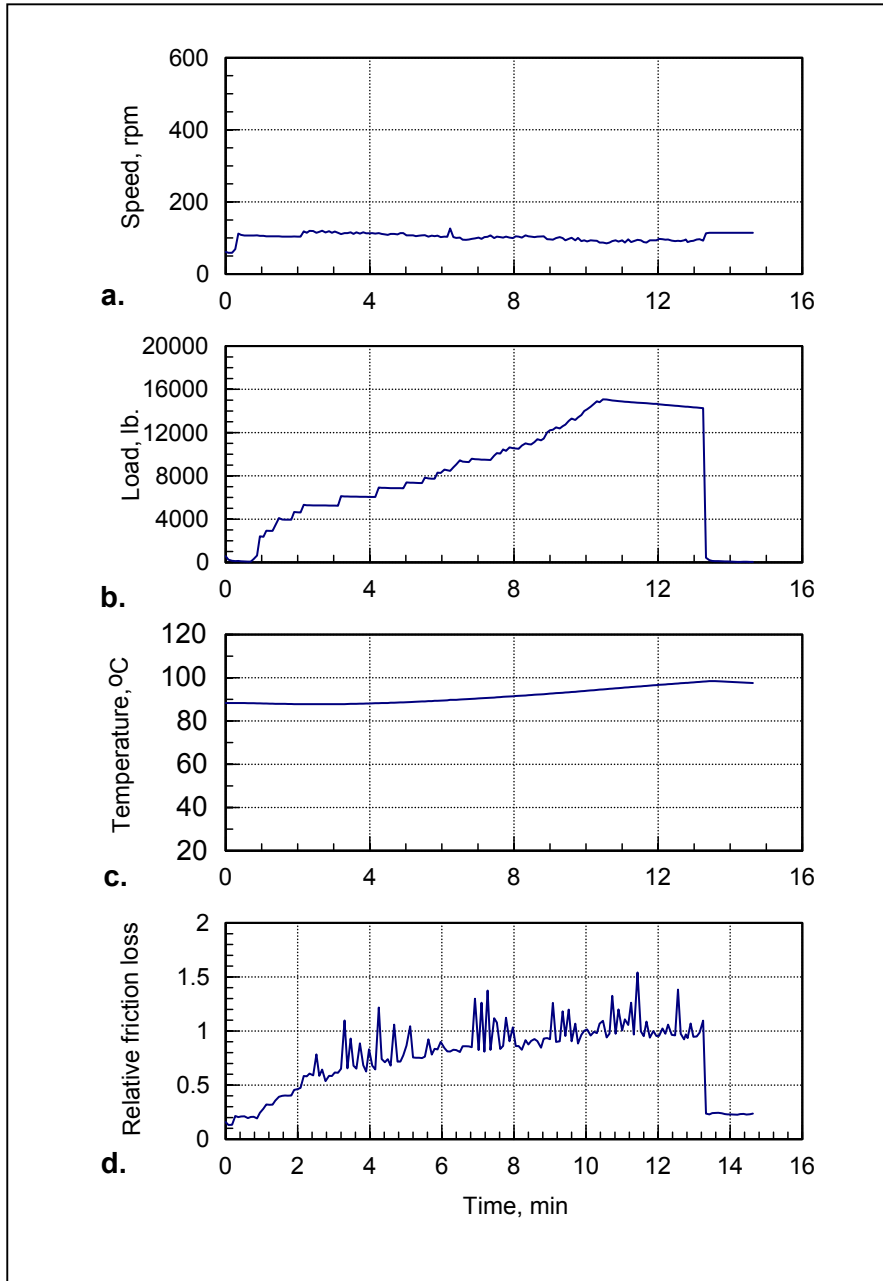 600
400
200
0
Speed, rpm
0 4 8 12 16
a.
20000
16000
12000
8000
4000
0
Load, lb.
0 4 8 12 16
b.
120
100
80
60
40
20
Temperature, ºC
0 4 8 12 16
c.
2
1.5
1
0.5
0
Relative friction loss
0 2 4 6 8 10 12 14 16
d.
Time, min